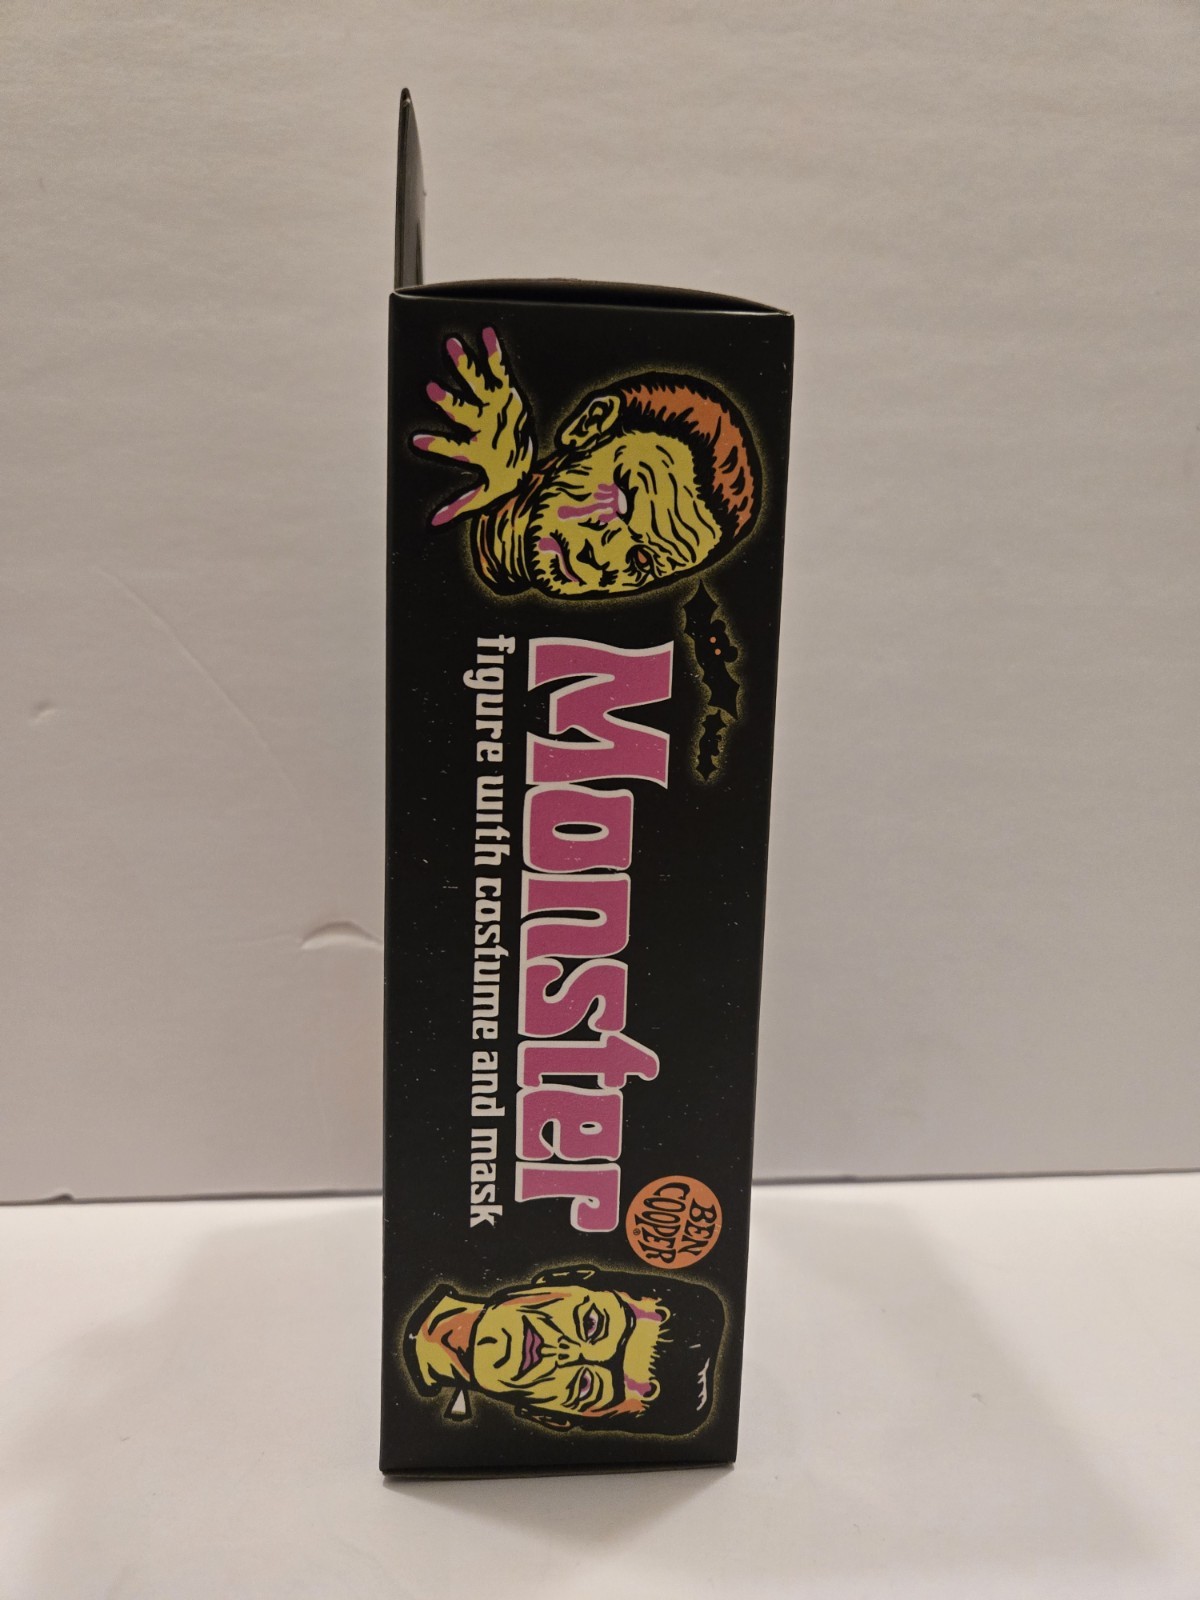 Monster
figure with costume and mask
BEN
COOPER®